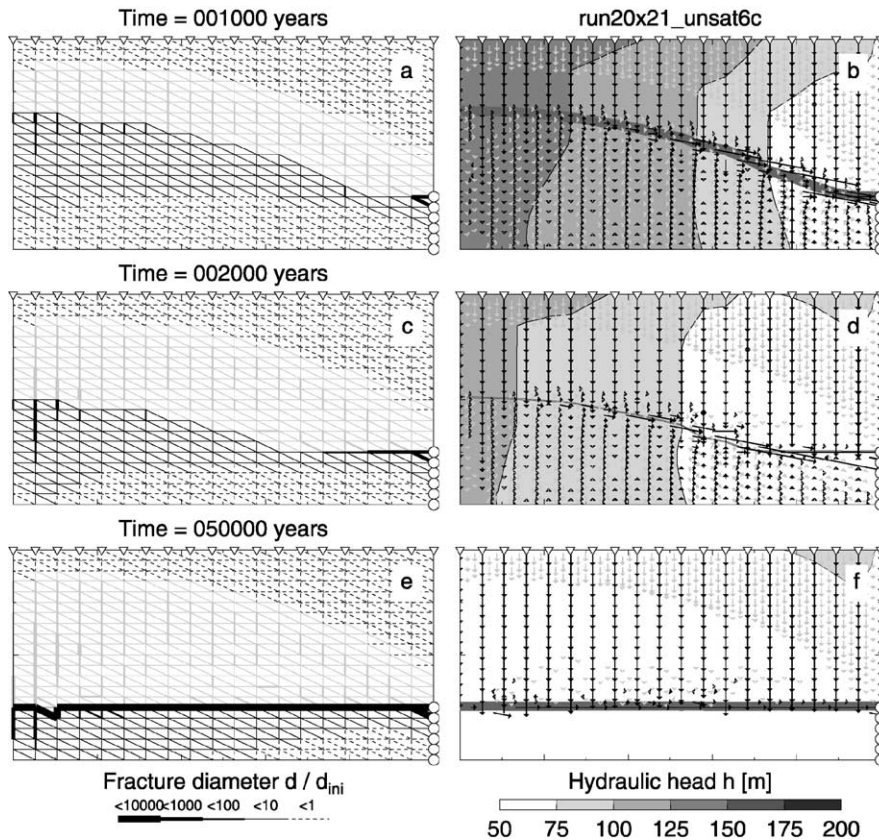 Time = 001000 years
run20x21_unsat6c
a
b
Time = 002000 years
c
d
Time = 050000 years
e
f
Fracture diameter d / dini
<10000 <1000 <100 <10 <1
Hydraulic head h [m]
50 75 100 125 150 175 200